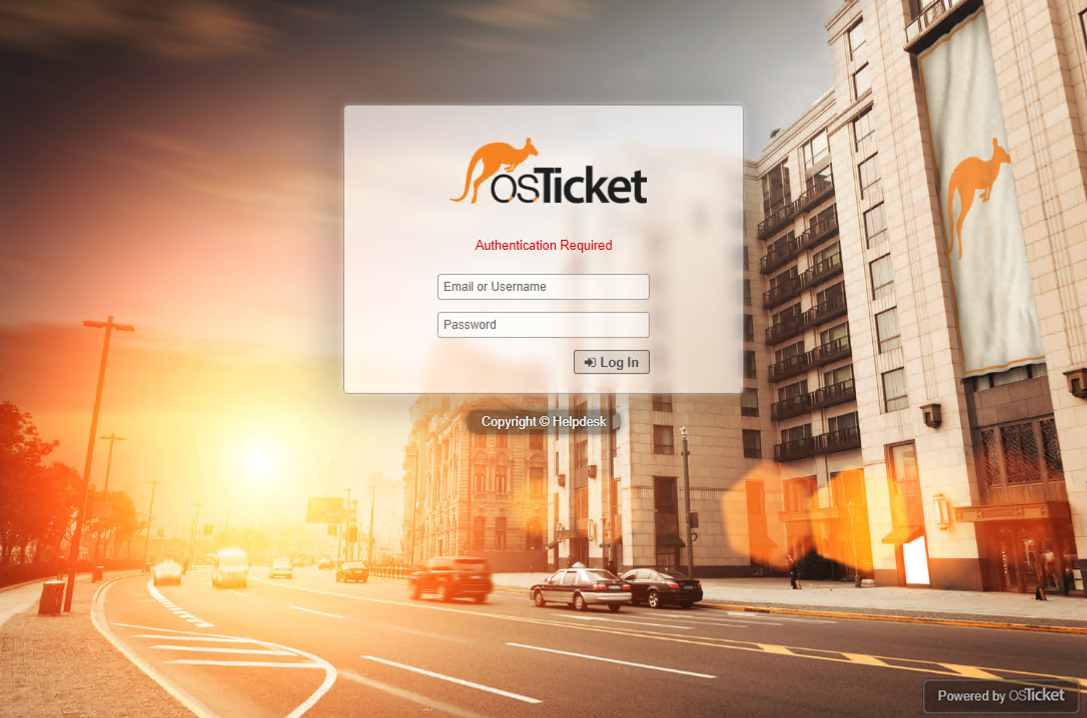 osTicket
Authentication Required
Email or Username
Password
Log In
Copyright © Helpdesk
Powered by osTicket